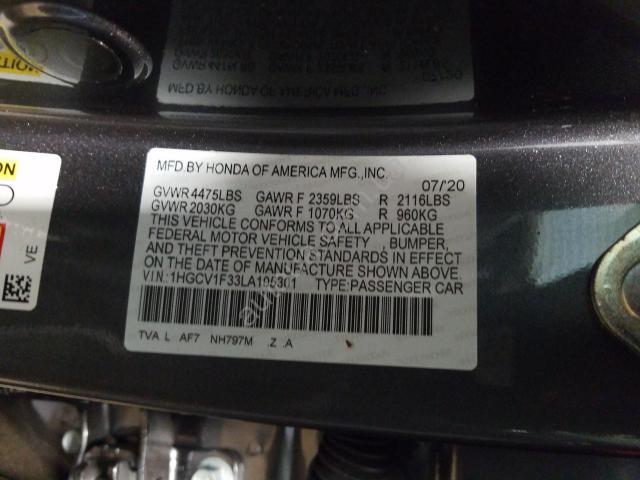 MFD.BY HONDA OF AMERICA MFG.,INC.
07/'20
GVWR 4475LBS GAWR F 2359LBS R 2116LBS
GVWR 2030KG GAWR F 1070KG R 960KG
THIS VEHICLE CONFORMS TO ALL APPLICABLE
FEDERAL MOTOR VEHICLE SAFETY , BUMPER,
AND THEFT PREVENTION STANDARDS IN EFFECT
ON THE DATE OF MANUFACTURE SHOWN ABOVE.
VIN:1HGCV1F33LA105301 TYPE:PASSENGER CAR
TVA L AF7 NH797M .Z .A
VE